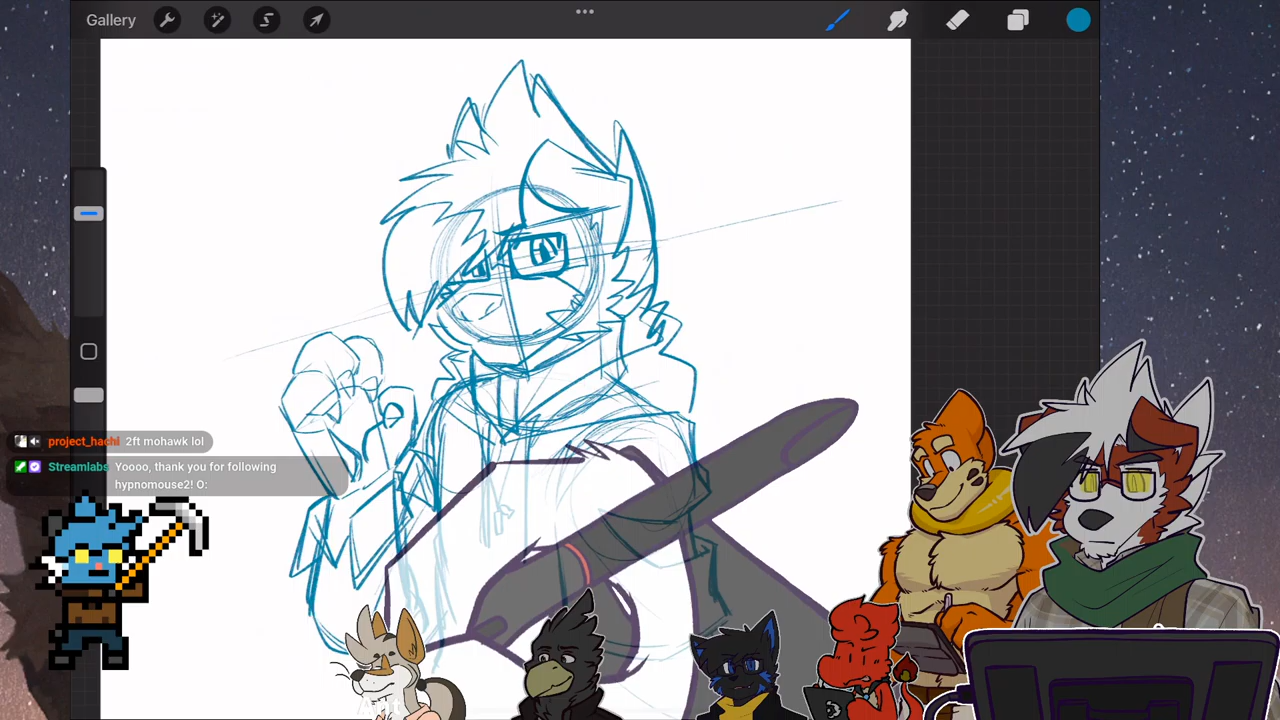 Gallery
project_hachi 2ft mohawk lol
Streamlabs Yoooo, thank you for following
hypnomouse2! O: